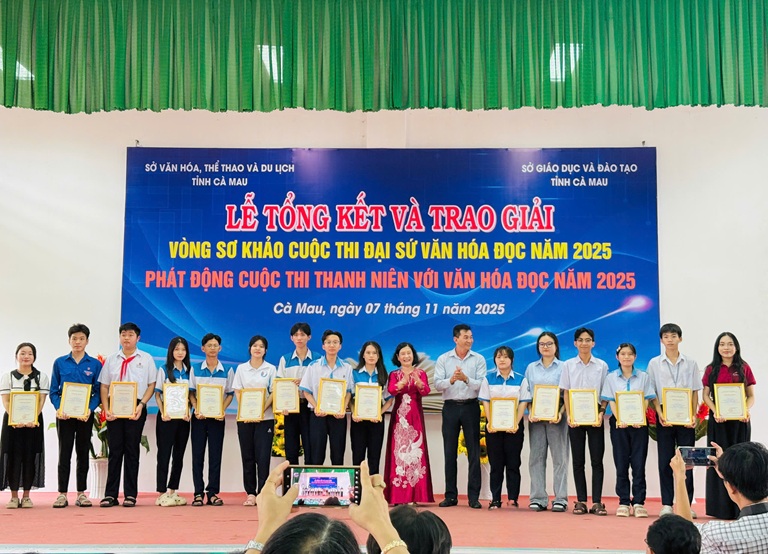 SỞ VĂN HÓA, THỂ THAO VÀ DU LỊCH
TỈNH CÀ MAU
SỞ GIÁO DỤC VÀ ĐÀO TẠO
TỈNH CÀ MAU
LỄ TỔNG KẾT VÀ TRAO GIẢI
VÒNG SƠ KHẢO CUỘC THI ĐẠI SỨ VĂN HÓA ĐỌC NĂM 2025
PHÁT ĐỘNG CUỘC THI THANH NIÊN VỚI VĂN HÓA ĐỌC NĂM 2025
Cà Mau, ngày 07 tháng 11 năm 2025